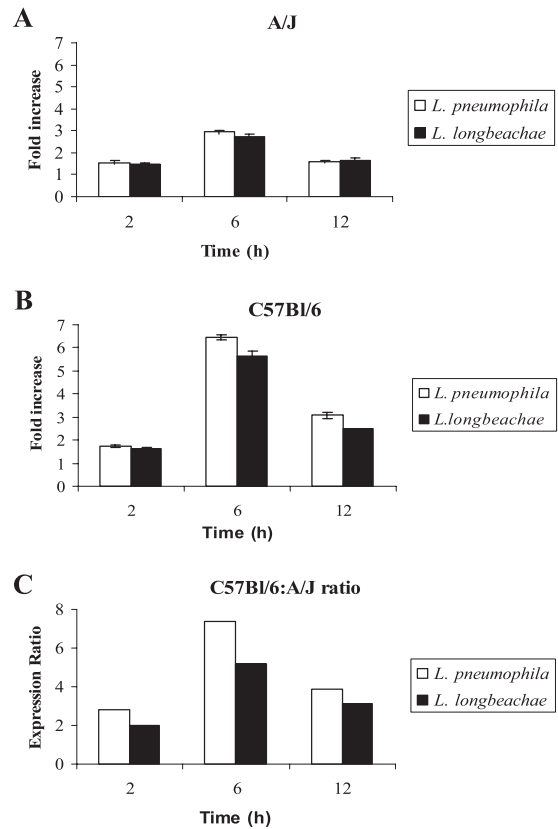 A
A/J
Fold increase
7
6
5
4
3
2
1
0
2
6
12
Time (h)
L. pneumophila
L. longbeachae
B
C57Bl/6
Fold increase
7
6
5
4
3
2
1
0
2
6
12
Time (h)
L. pneumophila
L.longbeachae
C
C57Bl/6:A/J ratio
Expression Ratio
8
6
4
2
0
2
6
12
Time (h)
L. pneumophila
L. longbeachae